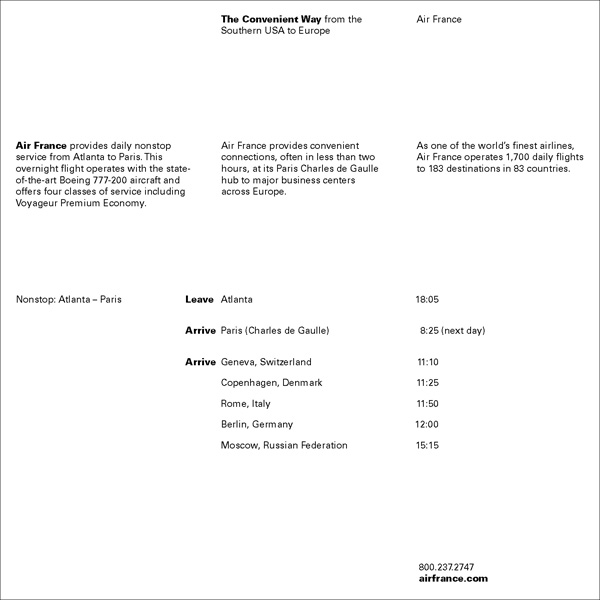 The Convenient Way from the
Southern USA to Europe
Air France
Air France provides daily nonstop
service from Atlanta to Paris. This
overnight flight operates with the state-
of-the-art Boeing 777-200 aircraft and
offers four classes of service including
Voyageur Premium Economy.
Air France provides convenient
connections, often in less than two
hours, at its Paris Charles de Gaulle
hub to major business centers
across Europe.
As one of the world's finest airlines,
Air France operates 1,700 daily flights
to 183 destinations in 83 countries.
Nonstop: Atlanta – Paris Leave Atlanta 18:05
Arrive Paris (Charles de Gaulle) 8:25 (next day)
Arrive Geneva, Switzerland 11:10
Copenhagen, Denmark 11:25
Rome, Italy 11:50
Berlin, Germany 12:00
Moscow, Russian Federation 15:15
800.237.2747
airfrance.com